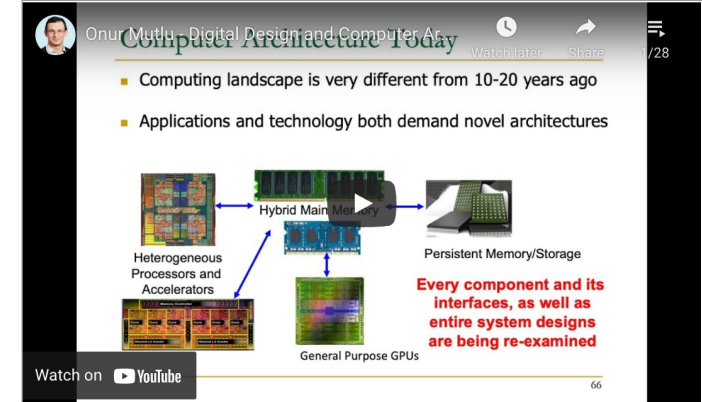 Onur Mutlu - Digital Design and Computer Ar...
Computer Architecture Today
Watch later
Share
1/28
Computing landscape is very different from 10-20 years ago
Applications and technology both demand novel architectures
Hybrid Main Memory
Heterogeneous
Processors and
Accelerators
Persistent Memory/Storage
Every component and its
interfaces, as well as
entire system designs
are being re-examined
General Purpose GPUs
Watch on YouTube
66